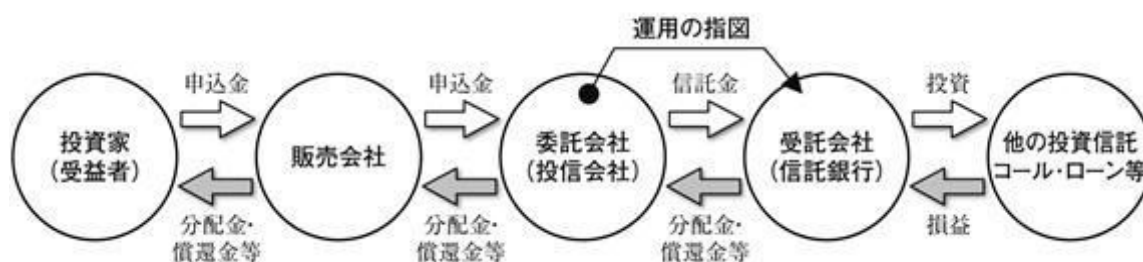 運用の指図
申込金
申込金
信託金
投資
投資家
(受益者)
販売会社
委託会社
(投信会社)
受託会社
(信託銀行)
他の投資信託
コール・ローン等
分配金・
償還金等
分配金・
償還金等
分配金・
償還金等
損益